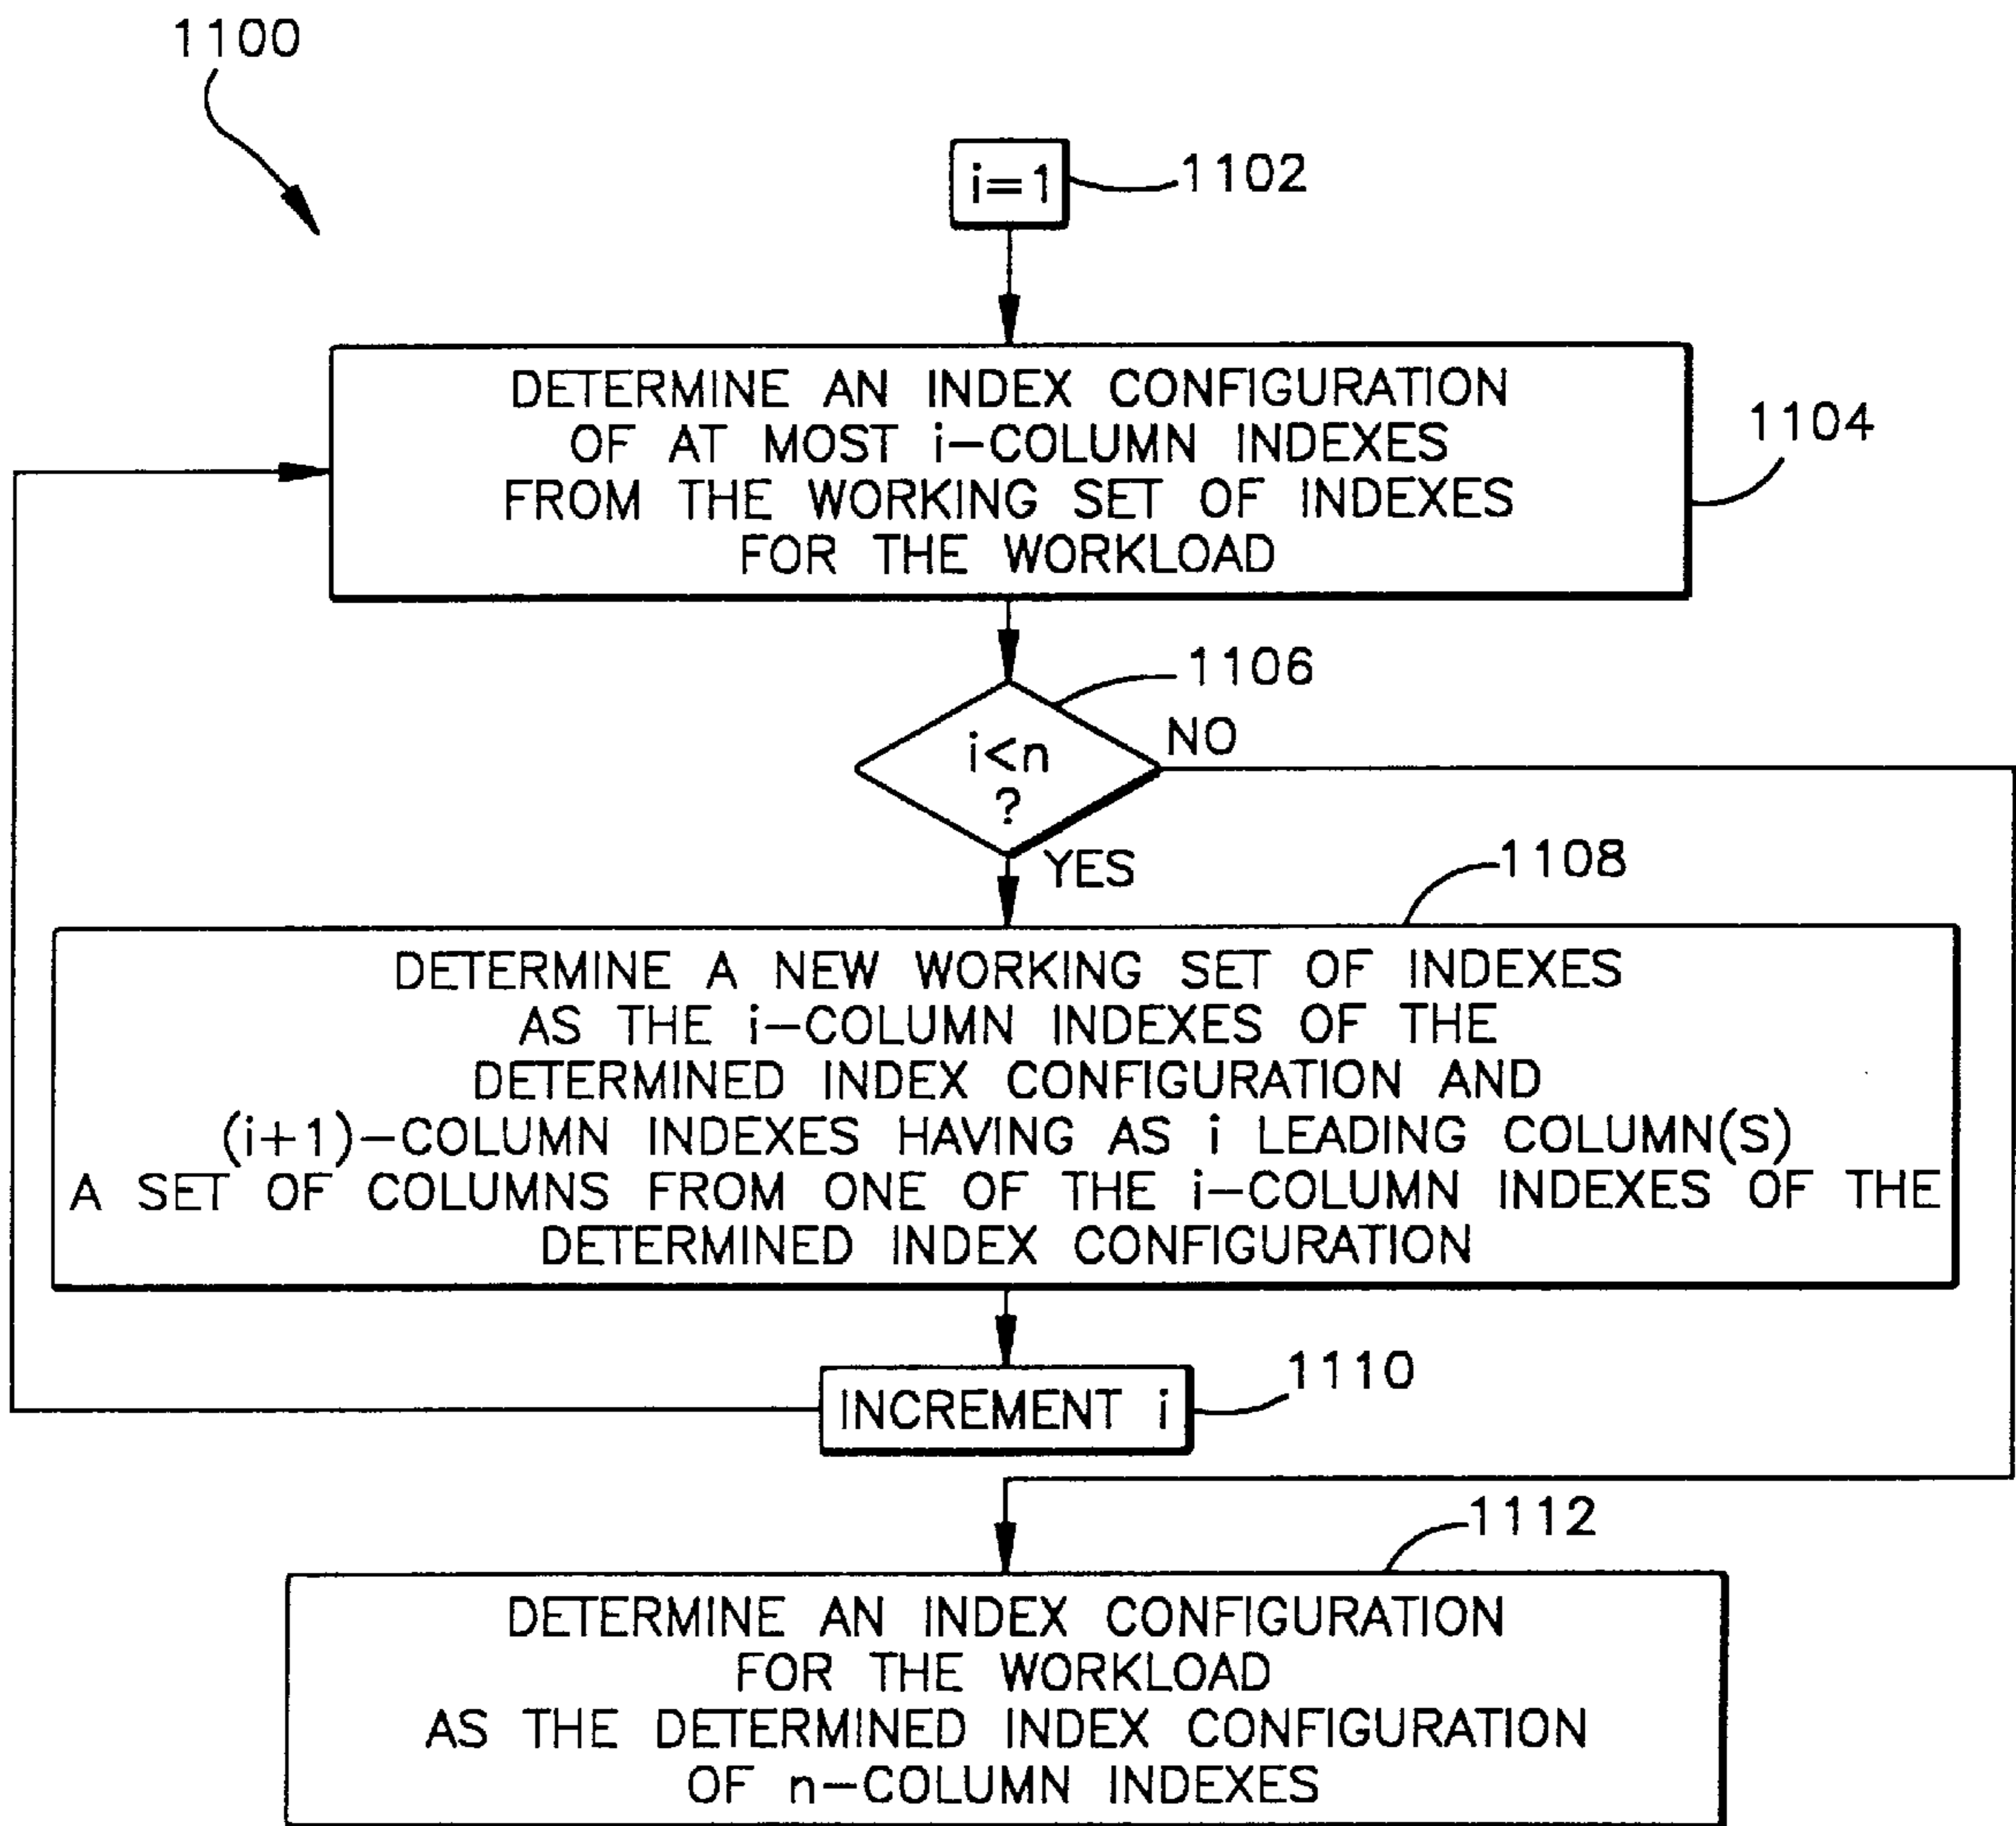 1100
i=1
1102
DETERMINE AN INDEX CONFIGURATION
OF AT MOST i-COLUMN INDEXES
FROM THE WORKING SET OF INDEXES
FOR THE WORKLOAD
1104
1106
i<n
?
NO
YES
1108
DETERMINE A NEW WORKING SET OF INDEXES
AS THE i-COLUMN INDEXES OF THE
DETERMINED INDEX CONFIGURATION AND
(i+1)-COLUMN INDEXES HAVING AS i LEADING COLUMN(S)
A SET OF COLUMNS FROM ONE OF THE i-COLUMN INDEXES OF THE
DETERMINED INDEX CONFIGURATION
INCREMENT i
1110
1112
DETERMINE AN INDEX CONFIGURATION
FOR THE WORKLOAD
AS THE DETERMINED INDEX CONFIGURATION
OF n-COLUMN INDEXES